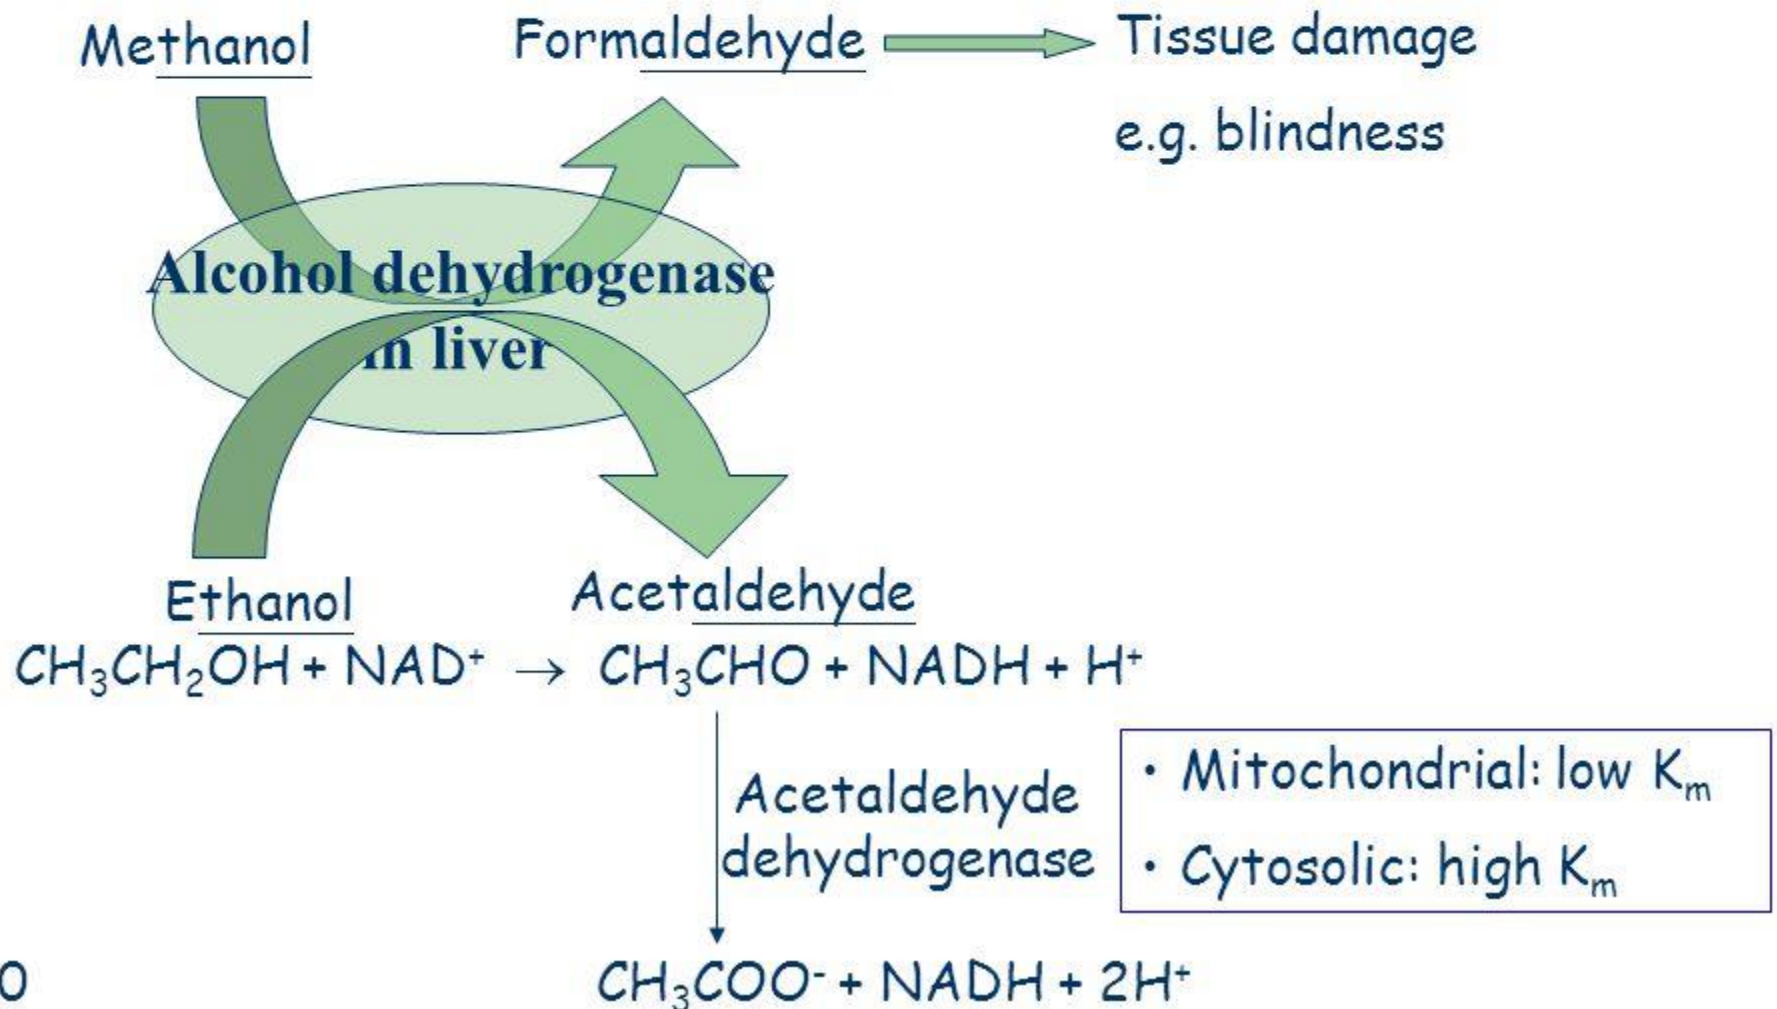 Methanol
Formaldehyde
Tissue damage
e.g. blindness
Alcohol dehydrogenase
in liver
Ethanol
Acetaldehyde
CH₃CH₂OH + NAD⁺ → CH₃CHO + NADH + H⁺
Acetaldehyde
dehydrogenase
• Mitochondrial: low Kₘ
• Cytosolic: high Kₘ
O
CH₃COO⁻ + NADH + 2H⁺